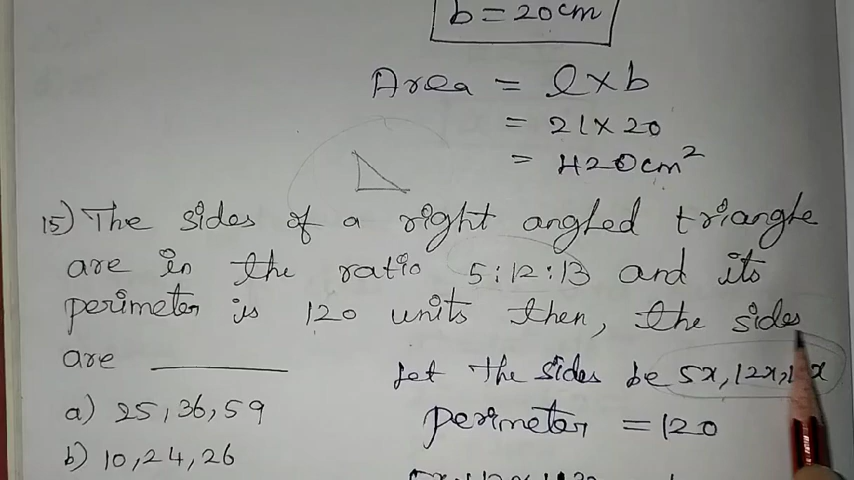 b = 20cm
Area = l × b
= 21 × 20
= 420cm²
15) The sides of a right angled triangle
are in the ratio 5:12:13 and its
perimeter is 120 units then, the sides
are ________
Let the sides be 5x, 12x,
a) 25, 36, 59
perimeter = 120
b) 10, 24, 26